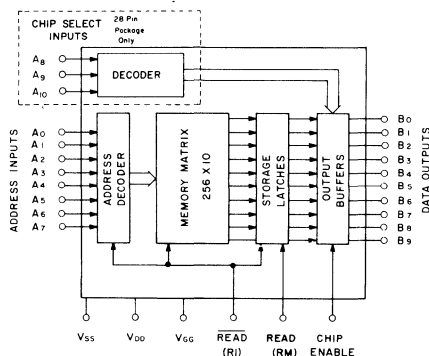 CHIP SELECT
INPUTS
28 Pin
Package
Only
A8
A9
A10
DECODER
ADDRESS INPUTS
A0
A1
A2
A3
A4
A5
A6
A7
ADDRESS
DECODER
MEMORY MATRIX
256 X 10
STORAGE
LATCHES
OUTPUT
BUFFERS
B0
B1
B2
B3
B4
B5
B6
B7
B8
B9
DATA OUTPUTS
VSS
VDD
VGG
READ
(RI)
READ
(RM)
CHIP
ENABLE